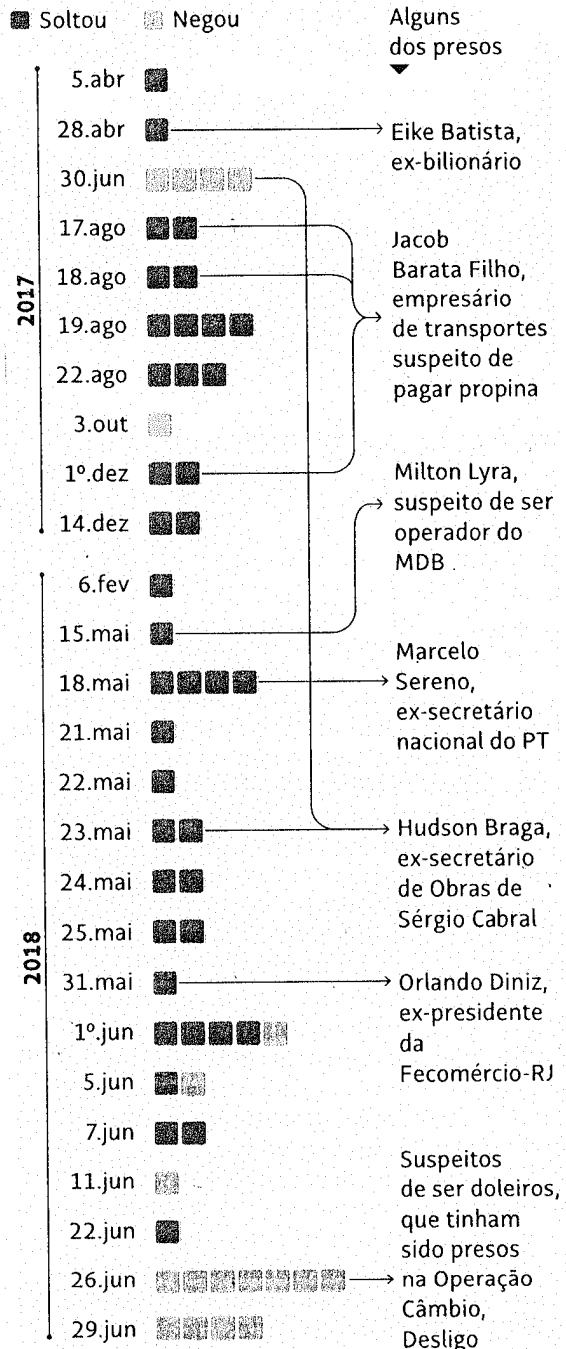 Soltou Negou
Alguns
dos presos
2017
5.abr
28.abr
Eike Batista,
ex-bilionário
30.jun
17.ago
18.ago
19.ago
22.ago
Jacob
Barata Filho,
empresário
de transportes
suspeito de
pagar propina
3.out
1º.dez
14.dez
Milton Lyra,
suspeito de ser
operador do
MDB
2018
6.fev
15.mai
18.mai
Marcelo
Sereno,
ex-secretário
nacional do PT
21.mai
22.mai
23.mai
Hudson Braga,
ex-secretário
de Obras de
Sérgio Cabral
24.mai
25.mai
31.mai
Orlando Diniz,
ex-presidente
da
Fecomércio-RJ
1º.jun
5.jun
7.jun
11.jun
22.jun
26.jun
29.jun
Suspeitos
de ser doleiros,
que tinham
sido presos
na Operação
Câmbio,
Desligo